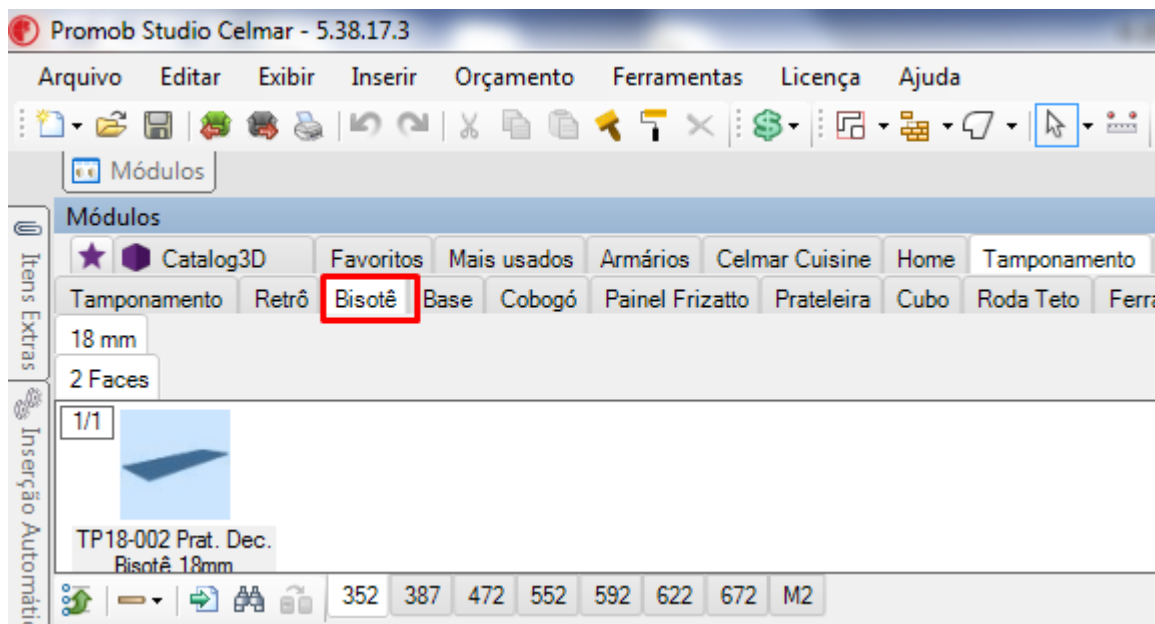 Promob Studio Celmar - 5.38.17.3
Arquivo Editar Exibir Inserir Orçamento Ferramentas Licença Ajuda
Módulos
Módulos
Catalog3D Favoritos Mais usados Armários Celmar Cuisine Home Tamponamento
Tamponamento Retrô Bisotê Base Cobogó Painel Frizatto Prateleira Cubo Roda Teto Ferra
18 mm
2 Faces
1/1
TP18-002 Prat. Dec.
Bisotê 18mm
352 387 472 552 592 622 672 M2
Itens Extras
Inserção Automáti